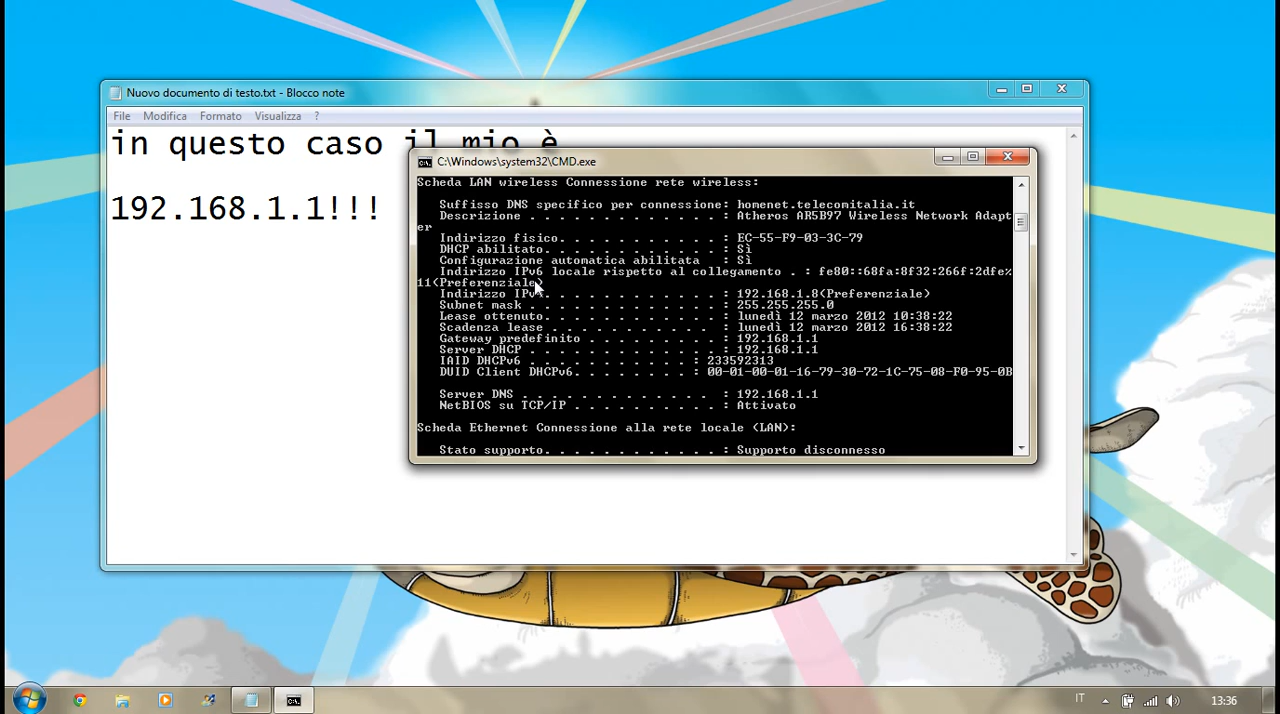 Nuovo documento di testo.txt - Blocco note
File Modifica Formato Visualizza ?
in questo caso il mio è
192.168.1.1!!!
C:\Windows\system32\CMD.exe
Scheda LAN wireless Connessione rete wireless:
Suffisso DNS specifico per connessione: homenet.telecomitalia.it
Descrizione . . . . . . . . . . . . . : Atheros AR5B97 Wireless Network Adapt
er
Indirizzo fisico. . . . . . . . . . . : EC-55-F9-03-3C-79
DHCP abilitato. . . . . . . . . . . . : Sì
Configurazione automatica abilitata   : Sì
Indirizzo IPv6 locale rispetto al collegamento . : fe80::68fa:8f32:266f:2dfe%
11(Preferenziale)
Indirizzo IPv4. . . . . . . . . . . . : 192.168.1.8(Preferenziale)
Subnet mask . . . . . . . . . . . . . : 255.255.255.0
Lease ottenuto. . . . . . . . . . . . : lunedì 12 marzo 2012 10:38:22
Scadenza lease . . . . . . . . . . .  : lunedì 12 marzo 2012 16:38:22
Gateway predefinito . . . . . . . . . : 192.168.1.1
Server DHCP . . . . . . . . . . . . . : 192.168.1.1
IAID DHCPv6 . . . . . . . . . . . : 233592313
DUID Client DHCPv6. . . . . . . . : 00-01-00-01-16-79-30-72-1C-75-08-F0-95-0B
Server DNS . . . . . . . . . . . . .  : 192.168.1.1
NetBIOS su TCP/IP . . . . . . . . . . : Attivato
Scheda Ethernet Connessione alla rete locale (LAN):
Stato supporto. . . . . . . . . . . . : Supporto disconnesso
IT
13:36